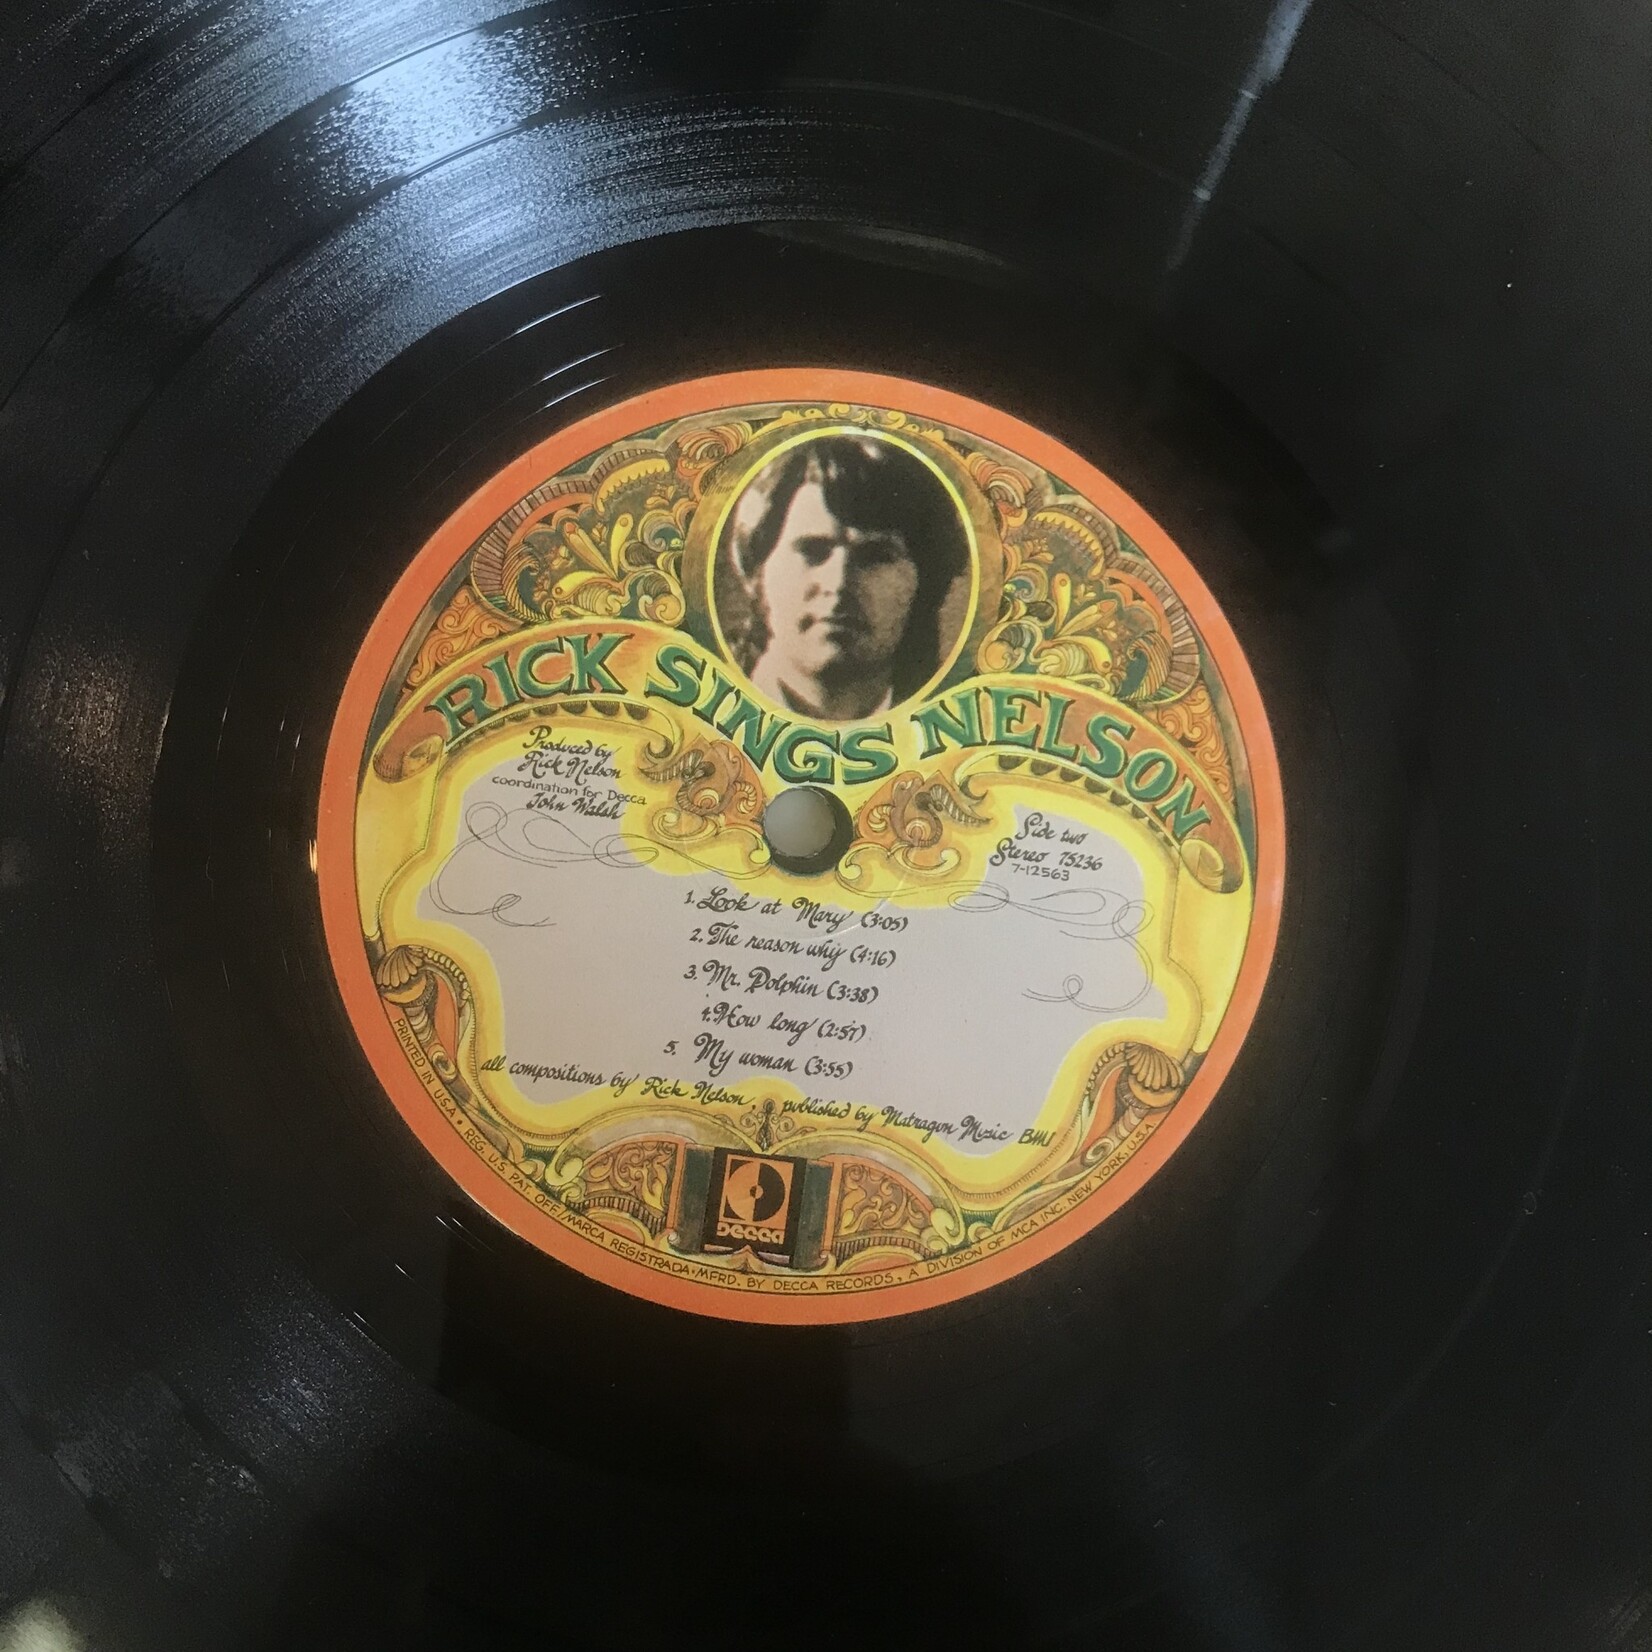 RICK SINGS NELSON
Produced by
Rick Nelson
coordination for Decca
John Walsh
Side two
Stereo 75236
7-12563
1. Look at Mary (3:05)
2. The reason why (4:16)
3. Mr. Dolphin (3:38)
4. How long (2:57)
5. My woman (3:55)
all compositions by Rick Nelson, published by Matragun Music BMI
DECCA
PRINTED IN U.S.A. • REG. U.S. PAT. OFF./MARCA REGISTRADA • MFRD. BY DECCA RECORDS, A DIVISION OF MCA INC. NEW YORK, U.S.A.